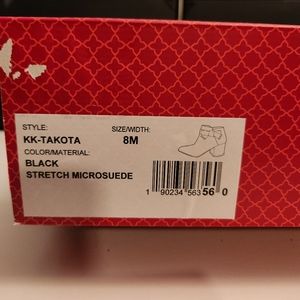 STYLE: SIZE/WIDTH:
KK-TAKOTA 8M
COLOR/MATERIAL:
BLACK
STRETCH MICROSUEDE
1 90234 56356 0